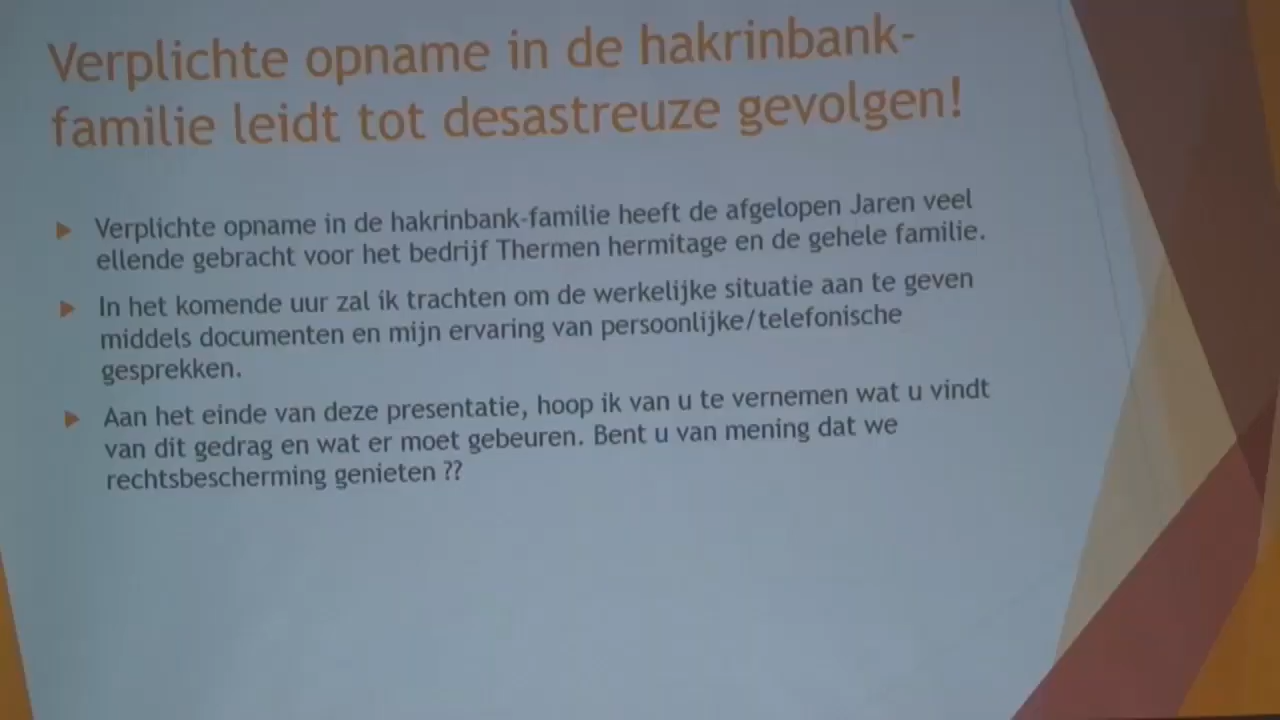 Verplichte opname in de hakrinbank-
familie leidt tot desastreuze gevolgen!
Verplichte opname in de hakrinbank-familie heeft de afgelopen Jaren veel
ellende gebracht voor het bedrijf Thermen hermitage en de gehele familie.
In het komende uur zal ik trachten om de werkelijke situatie aan te geven
middels documenten en mijn ervaring van persoonlijke/telefonische
gesprekken.
Aan het einde van deze presentatie, hoop ik van u te vernemen wat u vindt
van dit gedrag en wat er moet gebeuren. Bent u van mening dat we
rechtsbescherming genieten ??